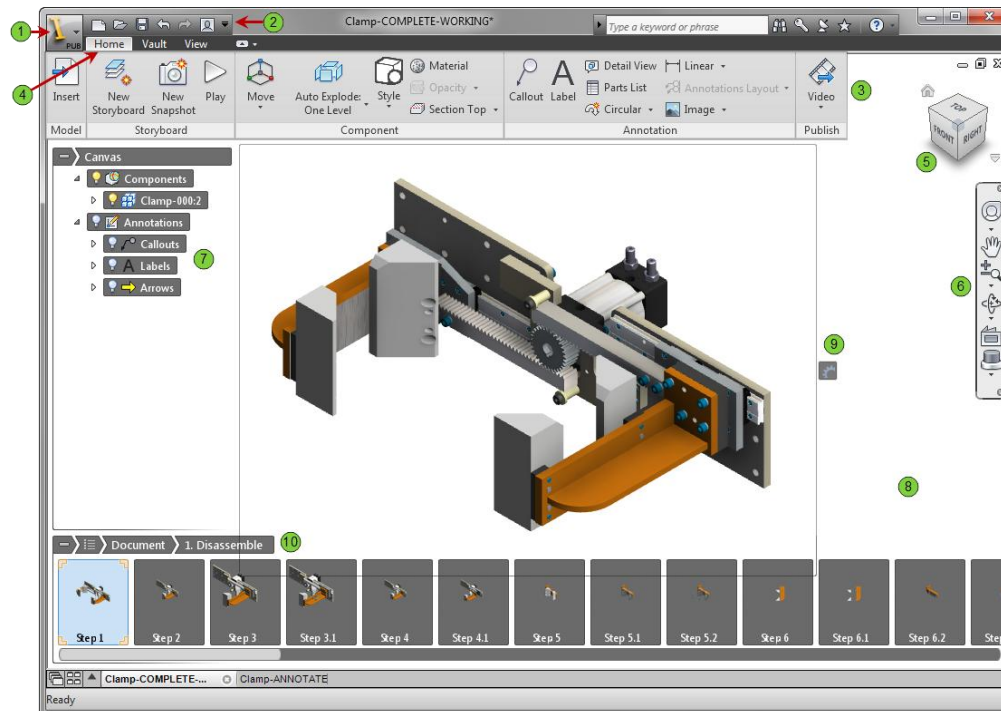 Clamp-COMPLETE-WORKING*
Type a keyword or phrase
1
2
PUB
Home Vault View
4
Insert
New Storyboard
New Snapshot
Play
Move
Auto Explode: One Level
Style
Material
Opacity
Section Top
Callout
Label
Detail View
Parts List
Circular
Linear
Annotations Layout
Image
Video
3
Model Storyboard Component Annotation Publish
TOP
FRONT
RIGHT
5
Canvas
Components
Clamp-000:2
Annotations
Callouts
Labels
Arrows
7
6
9
8
Document 1. Disassemble
10
Step 1 Step 2 Step 3 Step 3.1 Step 4 Step 4.1 Step 5 Step 5.1 Step 5.2 Step 6 Step 6.1 Step 6.2 Ste
Clamp-COMPLETE-... Clamp-ANNOTATE
Ready